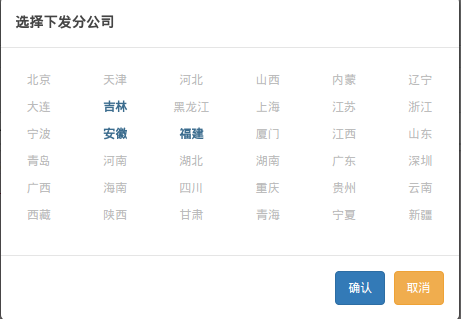 选择下发分公司
北京 天津 河北 山西 内蒙 辽宁
大连 吉林 黑龙江 上海 江苏 浙江
宁波 安徽 福建 厦门 江西 山东
青岛 河南 湖北 湖南 广东 深圳
广西 海南 四川 重庆 贵州 云南
西藏 陕西 甘肃 青海 宁夏 新疆
确认 取消